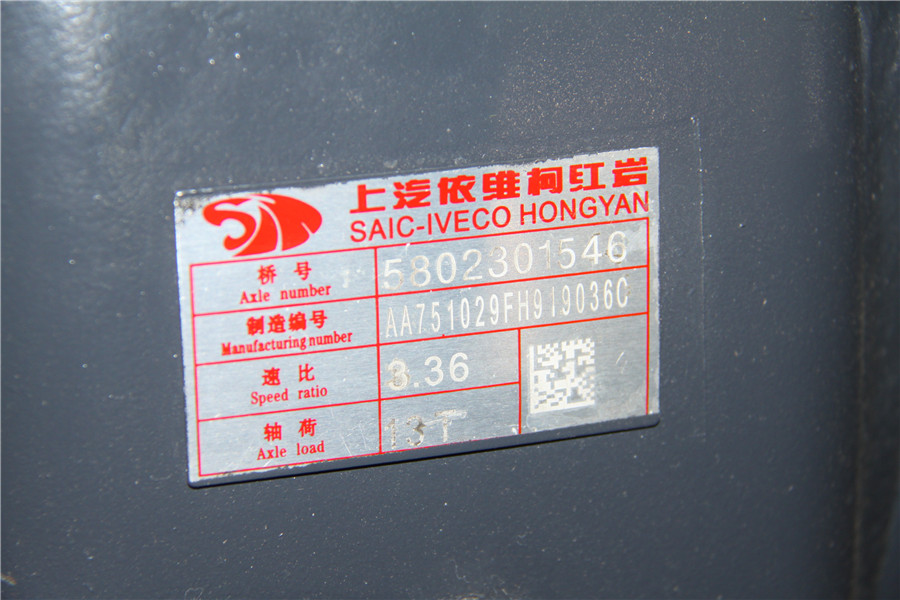 上汽依维柯红岩
SAIC-IVECO HONGYAN
桥 号 5802301546
Axle number
制造编号 AA751029FH919036C
Manufacturing number
速 比 3.36
Speed ratio
轴 荷 13T
Axle load